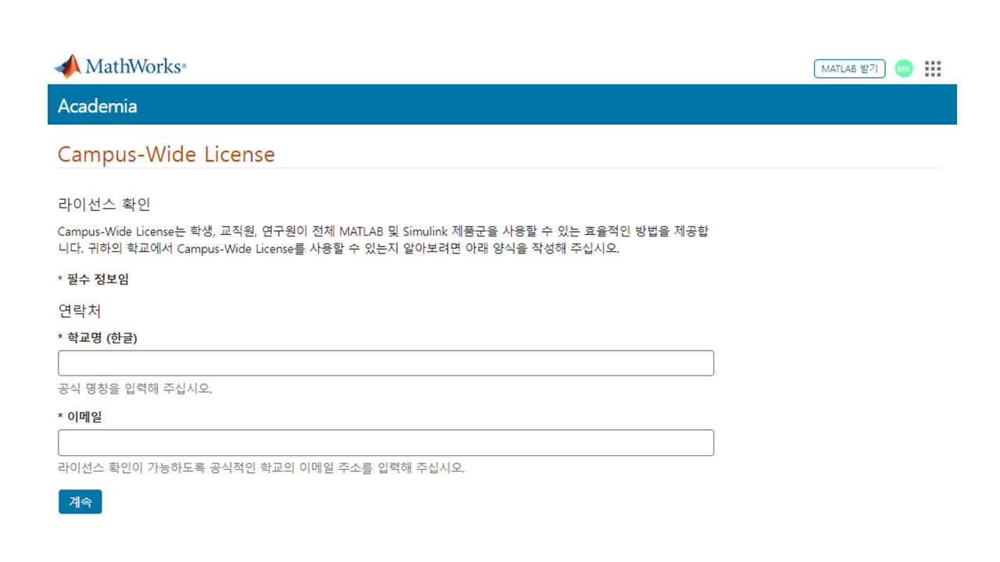 MathWorks®
MATLAB 받기
MK
Academia
Campus-Wide License
라이선스 확인
Campus-Wide License는 학생, 교직원, 연구원이 전체 MATLAB 및 Simulink 제품군을 사용할 수 있는 효율적인 방법을 제공합
니다. 귀하의 학교에서 Campus-Wide License를 사용할 수 있는지 알아보려면 아래 양식을 작성해 주십시오.
* 필수 정보임
연락처
* 학교명 (한글)
공식 명칭을 입력해 주십시오.
* 이메일
라이선스 확인이 가능하도록 공식적인 학교의 이메일 주소를 입력해 주십시오.
계속